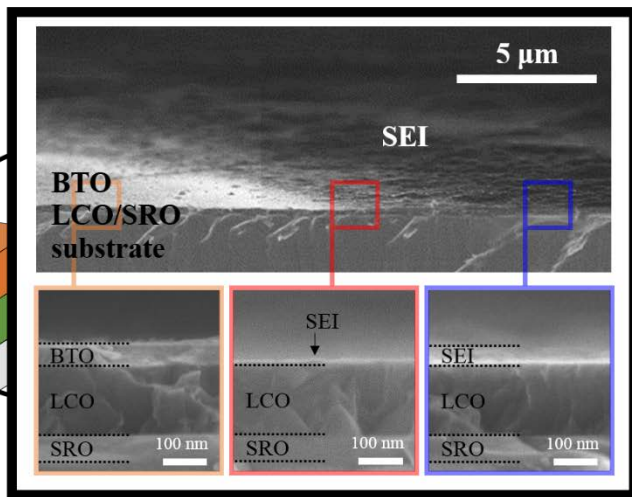 5 μm
SEI
BTO
LCO/SRO
substrate
BTO
LCO
SRO
100 nm
SEI
LCO
SRO
100 nm
SEI
LCO
SRO
100 nm